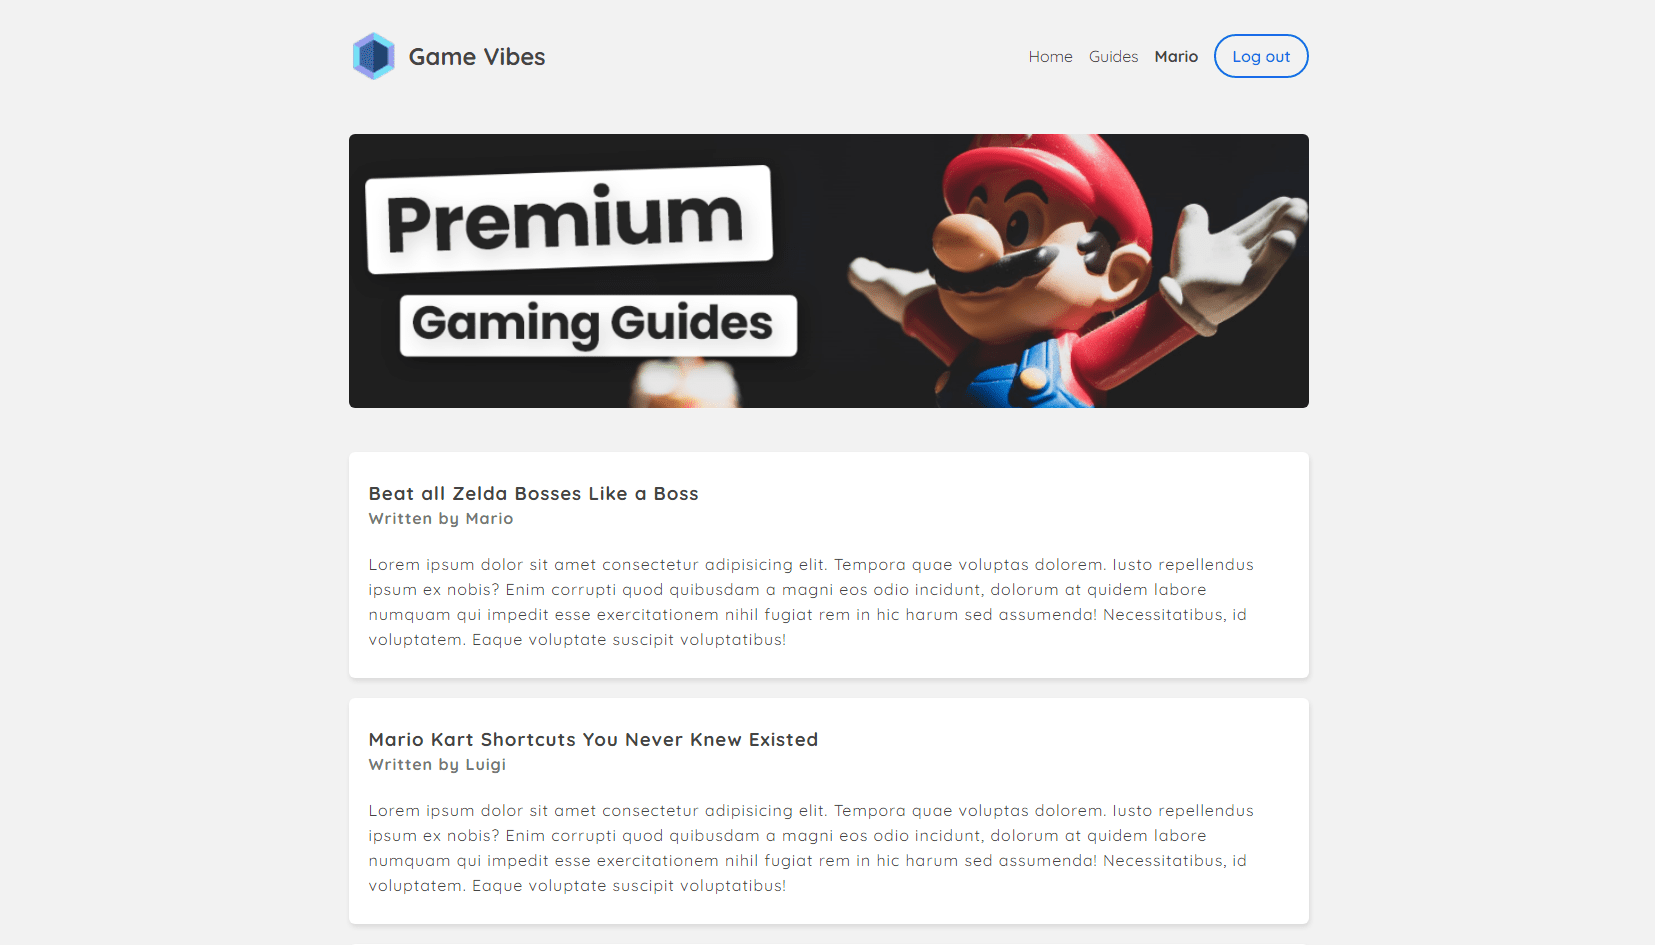 Game Vibes
Home Guides Mario Log out
Premium
Gaming Guides
Beat all Zelda Bosses Like a Boss
Written by Mario
Lorem ipsum dolor sit amet consectetur adipisicing elit. Tempora quae voluptas dolorem. Iusto repellendus
ipsum ex nobis? Enim corrupti quod quibusdam a magni eos odio incidunt, dolorum at quidem labore
numquam qui impedit esse exercitationem nihil fugiat rem in hic harum sed assumenda! Necessitatibus, id
voluptatem. Eaque voluptate suscipit voluptatibus!
Mario Kart Shortcuts You Never Knew Existed
Written by Luigi
Lorem ipsum dolor sit amet consectetur adipisicing elit. Tempora quae voluptas dolorem. Iusto repellendus
ipsum ex nobis? Enim corrupti quod quibusdam a magni eos odio incidunt, dolorum at quidem labore
numquam qui impedit esse exercitationem nihil fugiat rem in hic harum sed assumenda! Necessitatibus, id
voluptatem. Eaque voluptate suscipit voluptatibus!